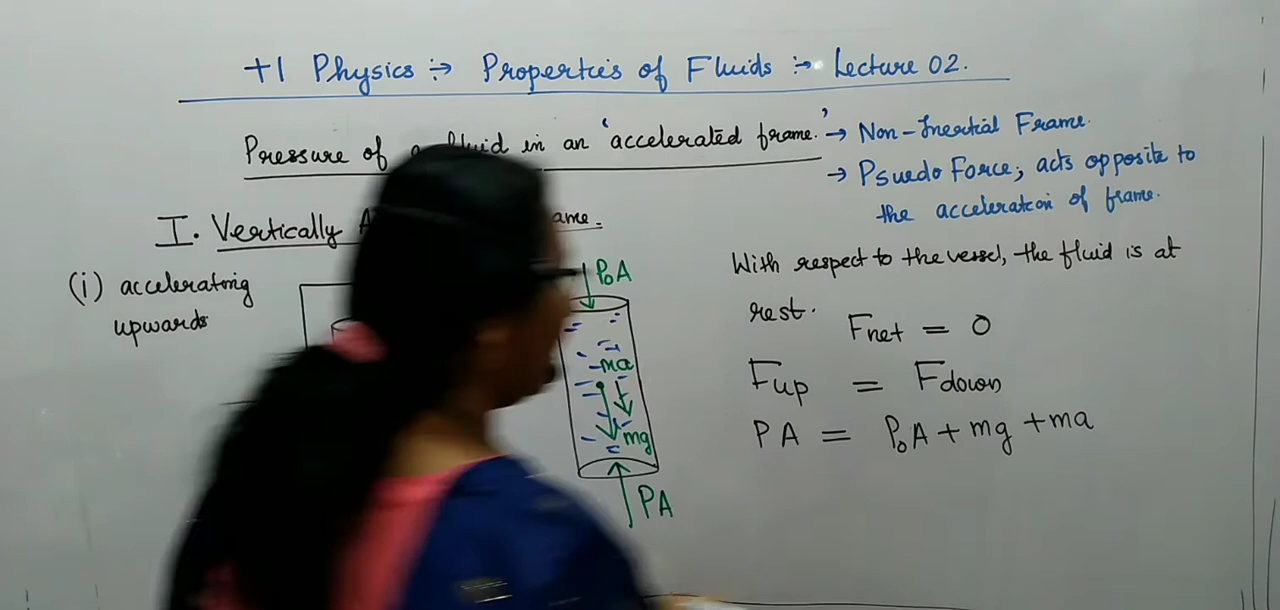 +1 Physics :- Properties of Fluids :- Lecture 02.
Pressure of a fluid in an 'accelerated frame.' → Non-Inertial Frame.
→ Psuedo Force; acts opposite to
the acceleration of frame.
I. Vertically
(i) accelerating
upwards
P₀A
ma
mg
PA
With respect to the vessel, the fluid is at
rest.
Fnet = 0
Fup = Fdown
PA = P₀A + mg + ma